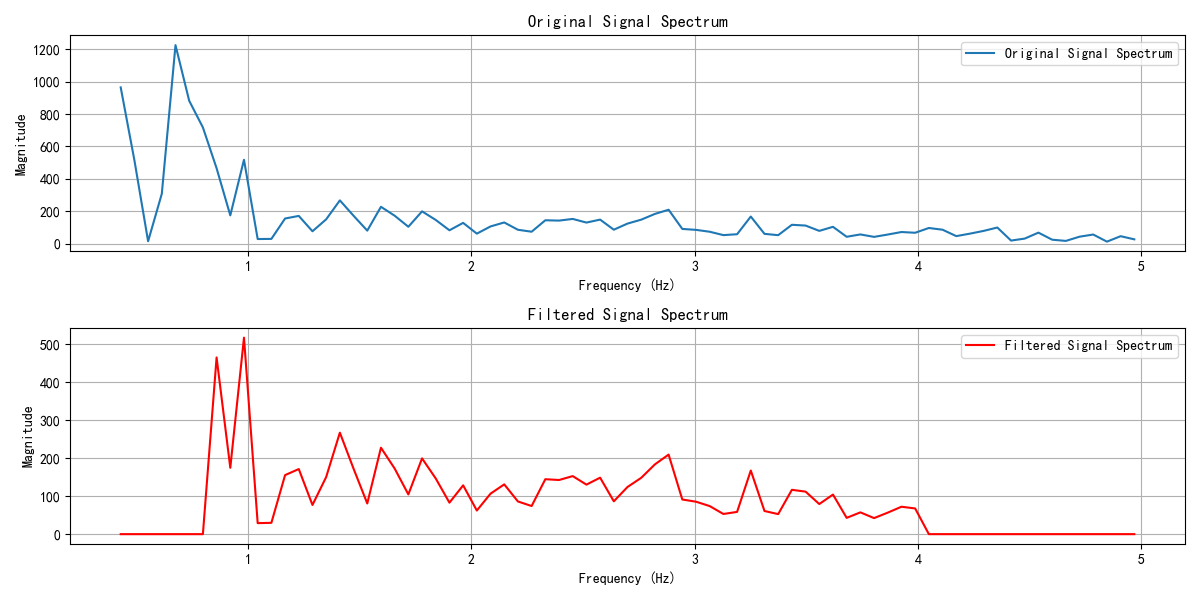 Original Signal Spectrum
Original Signal Spectrum
Magnitude
1200
1000
800
600
400
200
0
1
2
3
4
5
Frequency (Hz)
Filtered Signal Spectrum
Filtered Signal Spectrum
Magnitude
500
400
300
200
100
0
1
2
3
4
5
Frequency (Hz)